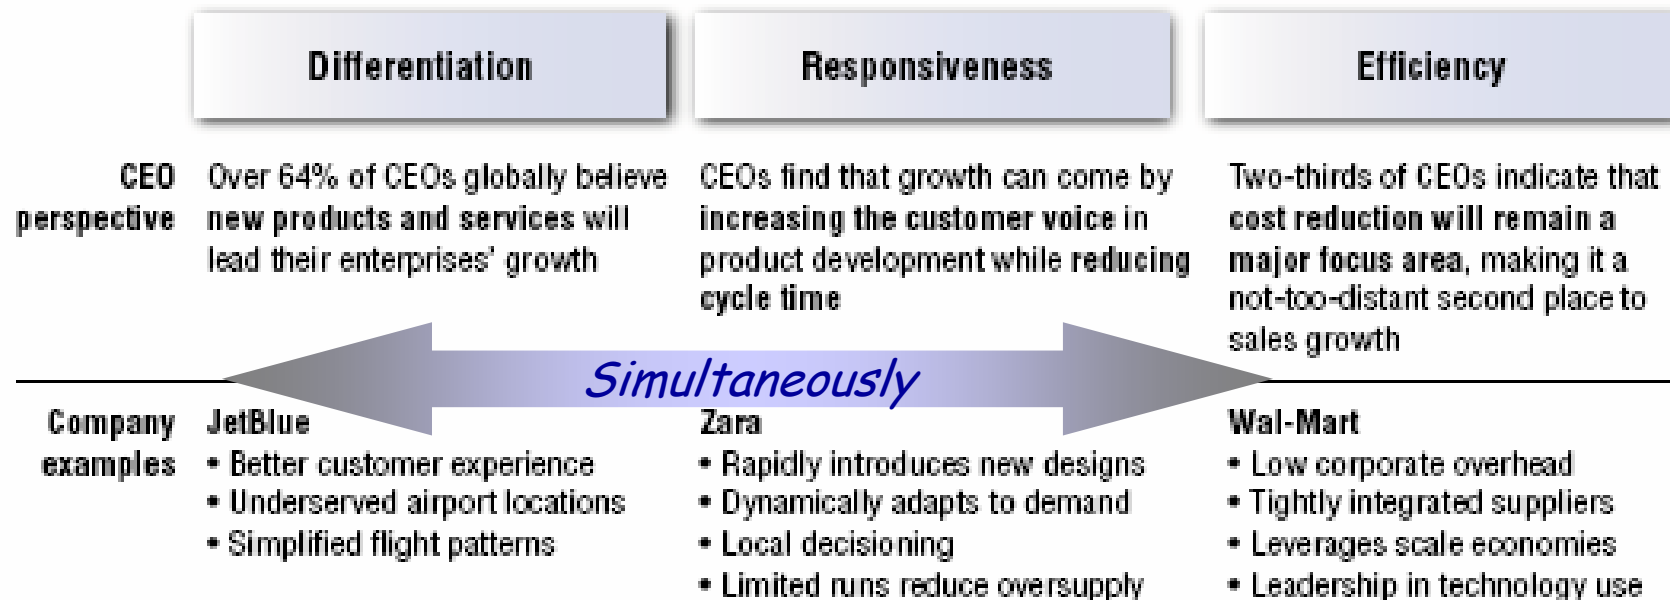 Differentiation
Responsiveness
Efficiency
CEO
perspective
Over 64% of CEOs globally believe
new products and services will
lead their enterprises' growth
CEOs find that growth can come by
increasing the customer voice in
product development while reducing
cycle time
Two-thirds of CEOs indicate that
cost reduction will remain a
major focus area, making it a
not-too-distant second place to
sales growth
Simultaneously
Company
examples
JetBlue
• Better customer experience
• Underserved airport locations
• Simplified flight patterns
Zara
• Rapidly introduces new designs
• Dynamically adapts to demand
• Local decisioning
• Limited runs reduce oversupply
Wal-Mart
• Low corporate overhead
• Tightly integrated suppliers
• Leverages scale economies
• Leadership in technology use